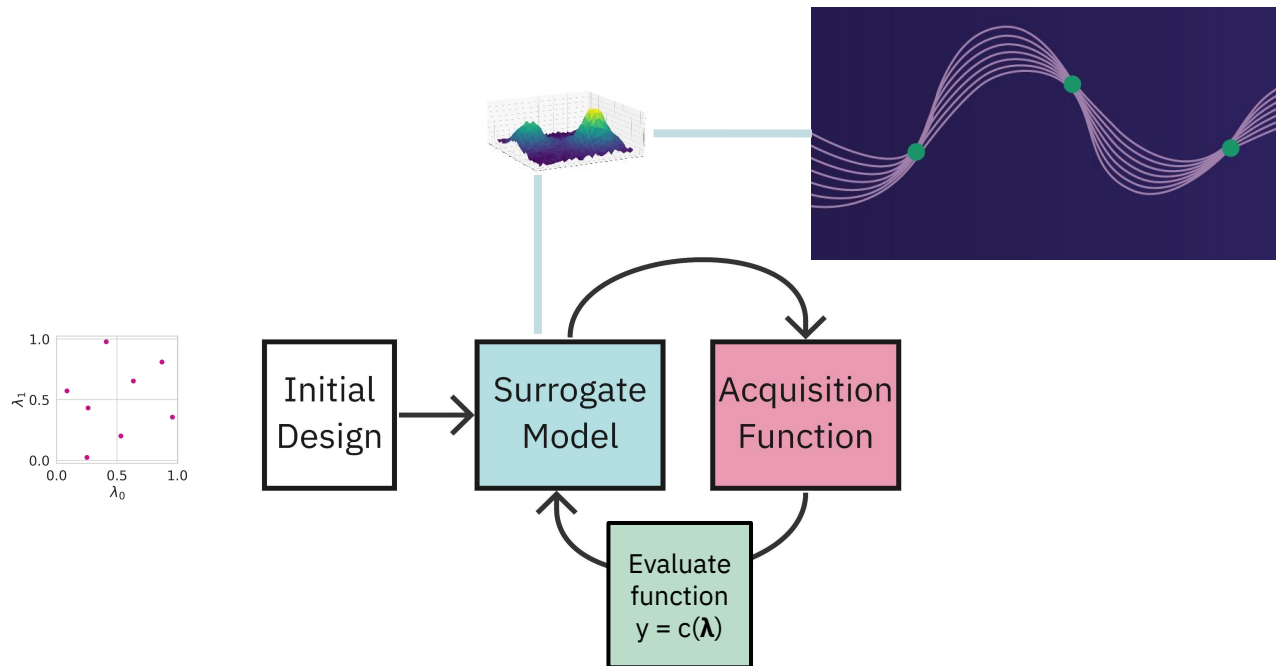 1.0
0.5
0.0
λ1
0.0 0.5 1.0
λ0
Initial
Design
Surrogate
Model
Acquisition
Function
Evaluate
function
y = c(λ)